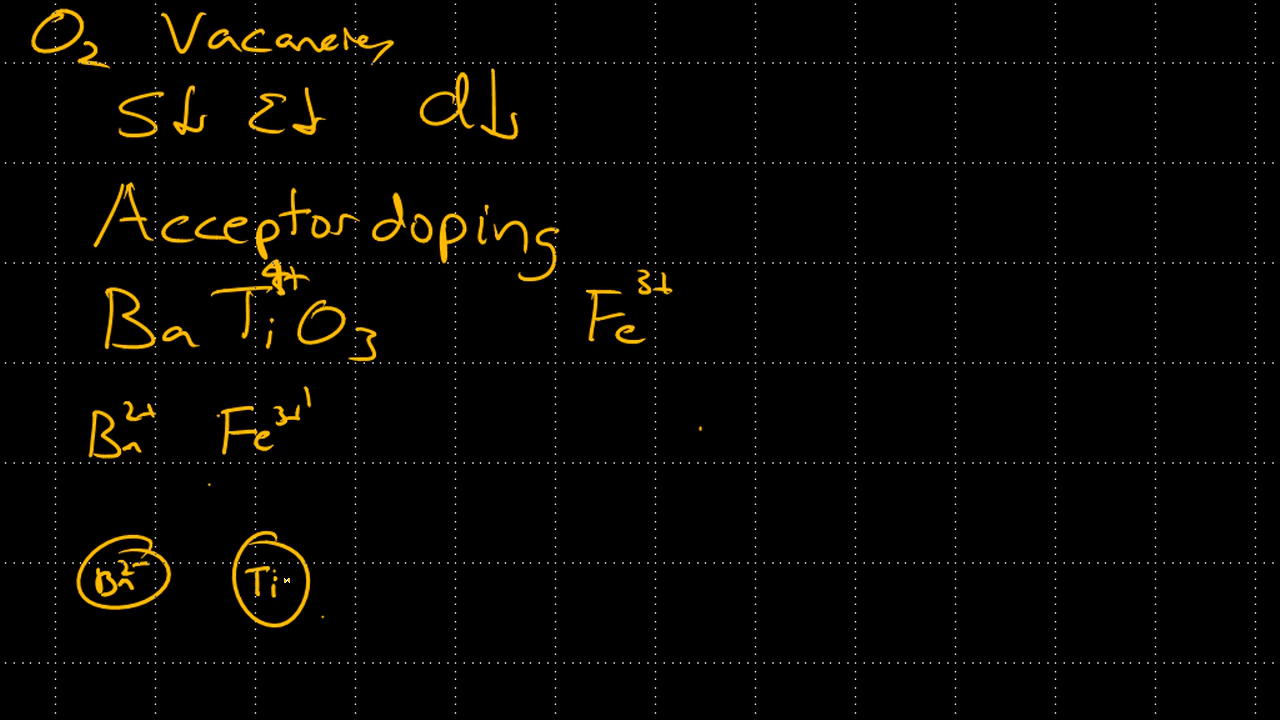 O₂ Vacancies
S↓ Σ↓ d↓
Acceptor doping
BaTi⁴⁺O₃ Fe³⁺
Ba²⁺ Fe³⁺'
Ba²⁻ Ti